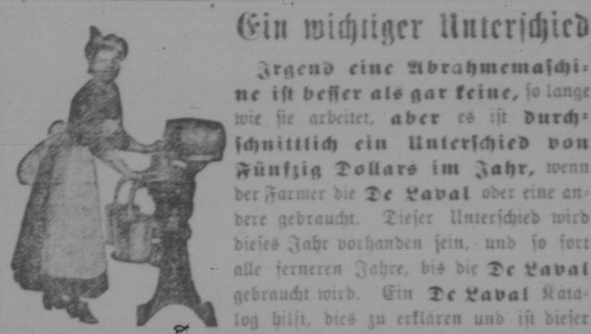 Ein wichtiger Unterschied
Irgend eine Abrahmemaschi-
ne ist besser als gar keine, so lange
wie sie arbeitet, aber es ist durch-
schnittlich ein Unterschied von
Fünfzig Dollars im Jahr, wenn
der Farmer die De Laval oder eine an-
dere gebraucht. Dieser Unterschied wird
dieses Jahr vorhanden sein, und so fort
alle ferneren Jahre, bis die De Laval
gebraucht wird. Ein De Laval Kata-
log hilft, dies zu erklären und ist dieser